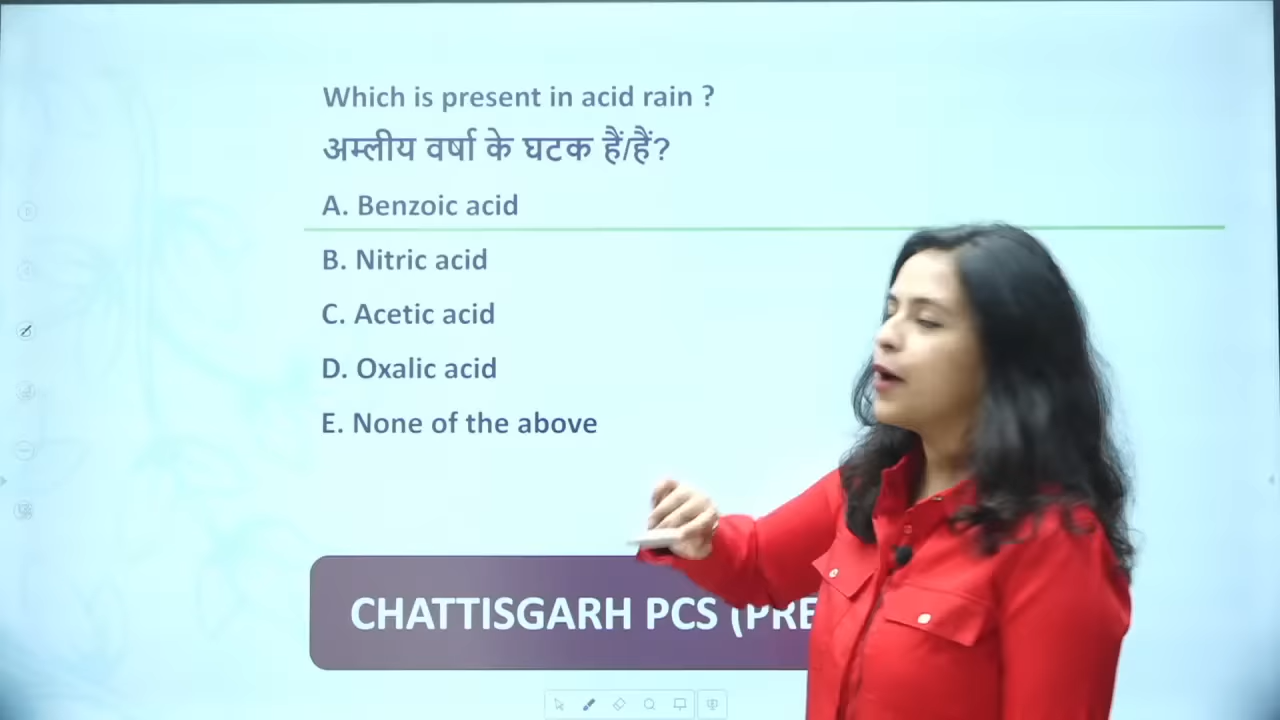 Which is present in acid rain ?
अम्लीय वर्षा के घटक हैं/हैं?
A. Benzoic acid
B. Nitric acid
C. Acetic acid
D. Oxalic acid
E. None of the above
CHATTISGARH PCS (PRE